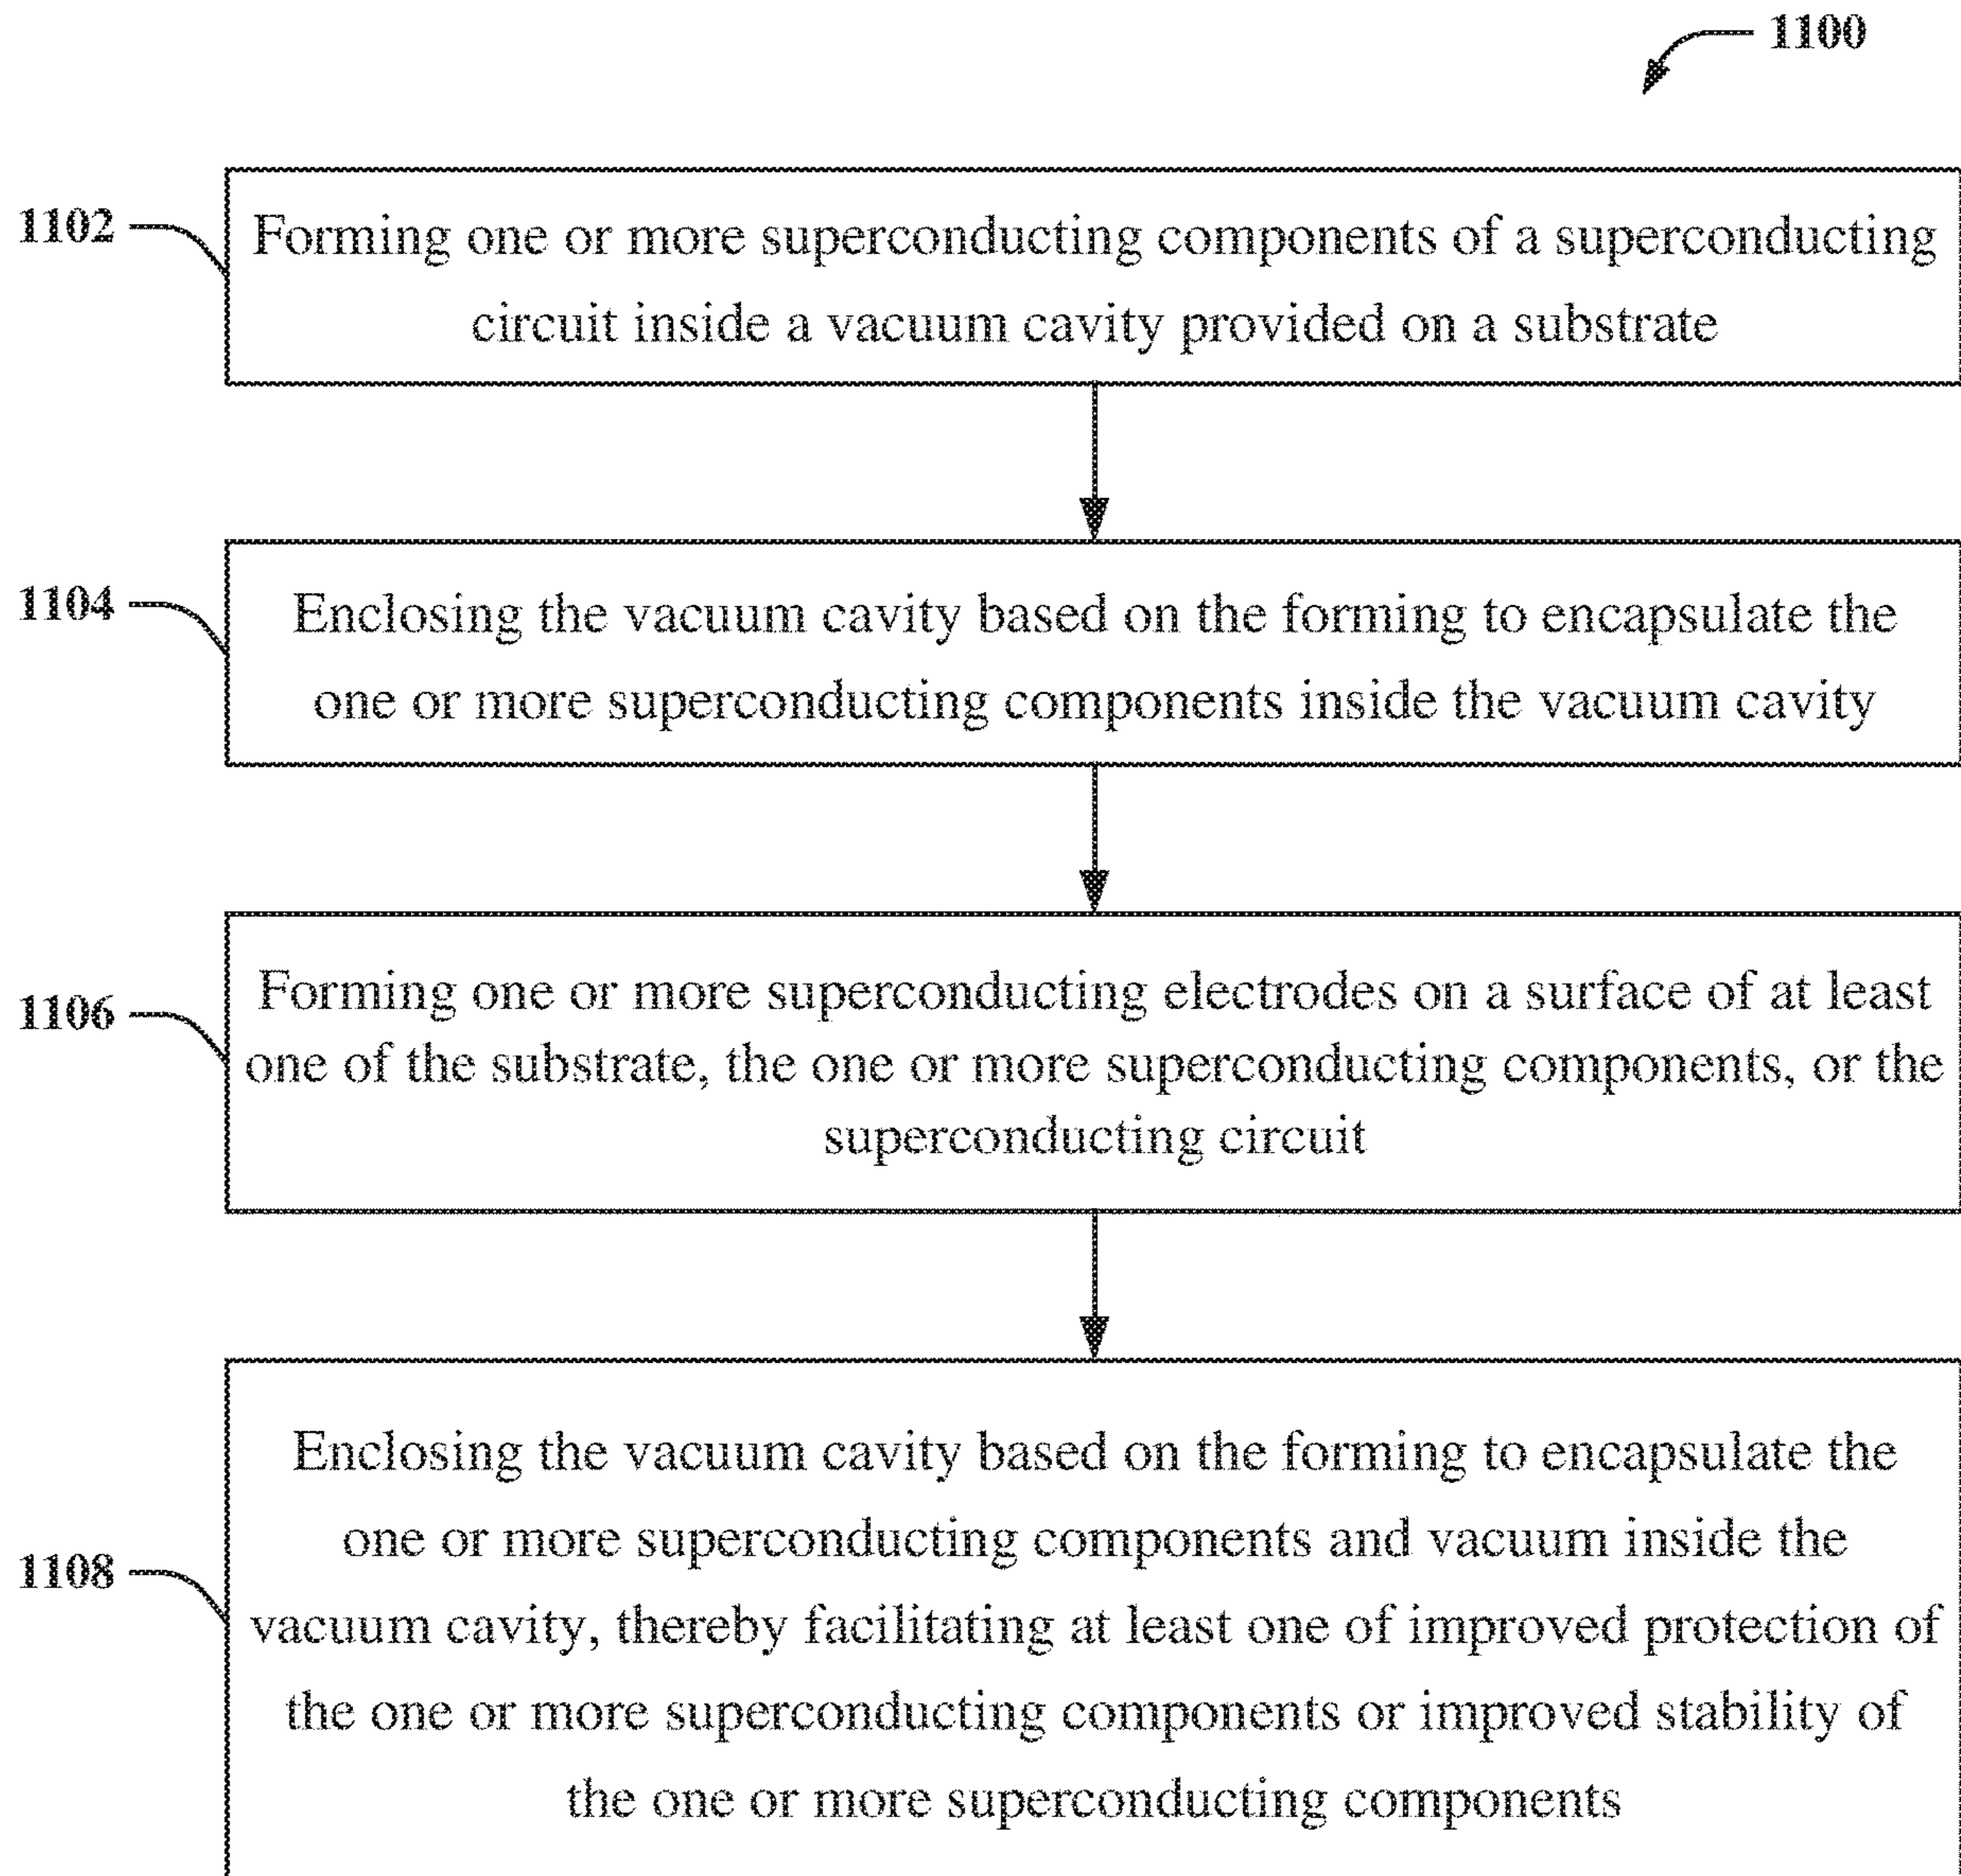 1100
1102
Forming one or more superconducting components of a superconducting
circuit inside a vacuum cavity provided on a substrate
1104
Enclosing the vacuum cavity based on the forming to encapsulate the
one or more superconducting components inside the vacuum cavity
1106
Forming one or more superconducting electrodes on a surface of at least
one of the substrate, the one or more superconducting components, or the
superconducting circuit
1108
Enclosing the vacuum cavity based on the forming to encapsulate the
one or more superconducting components and vacuum inside the
vacuum cavity, thereby facilitating at least one of improved protection of
the one or more superconducting components or improved stability of
the one or more superconducting components